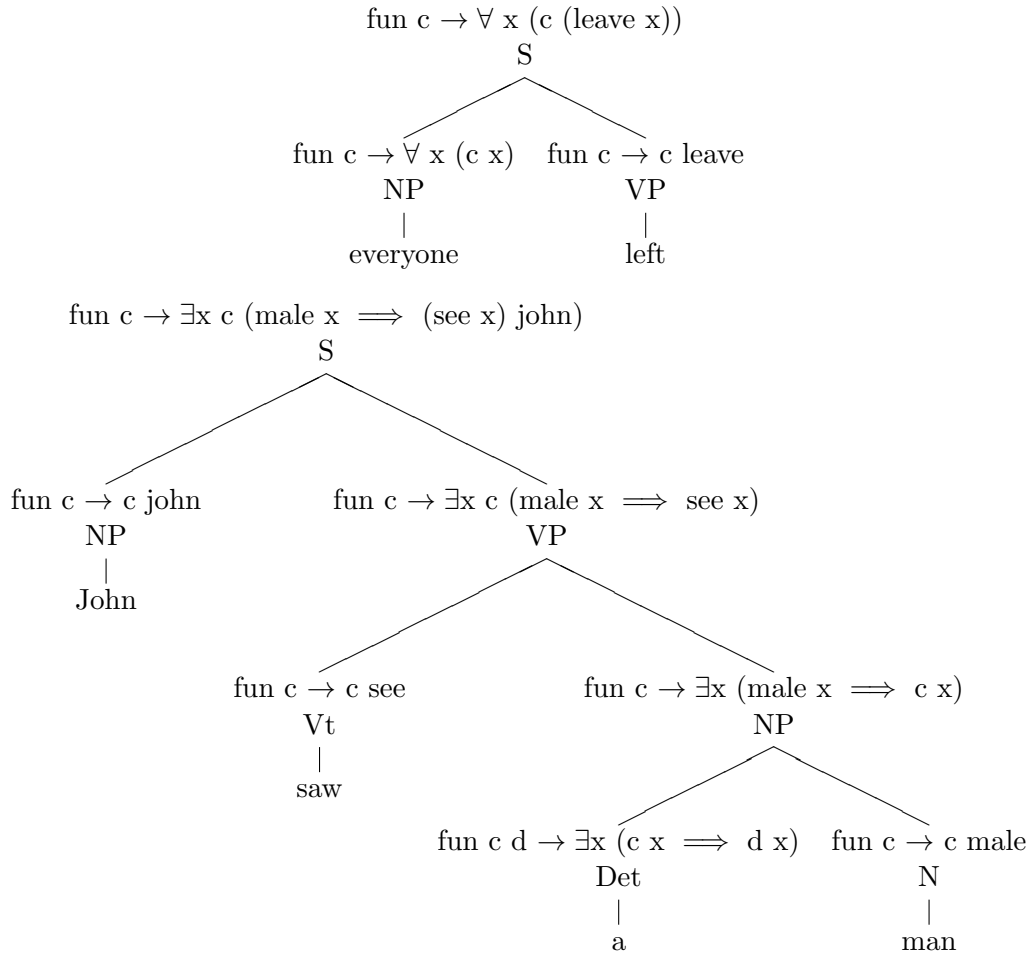 fun c → ∀ x (c (leave x))
S
fun c → ∀ x (c x) fun c → c leave
NP VP
everyone left
fun c → ∃x c (male x ⟹ (see x) john)
S
fun c → c john fun c → ∃x c (male x ⟹ see x)
NP VP
John
fun c → c see fun c → ∃x (male x ⟹ c x)
Vt NP
saw
fun c d → ∃x (c x ⟹ d x) fun c → c male
Det N
a man